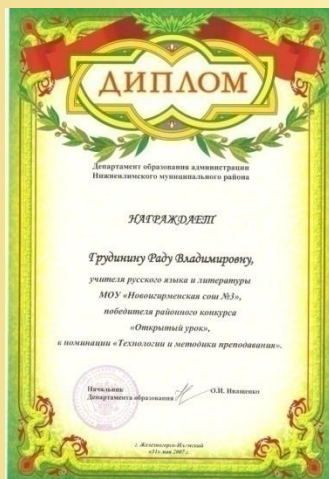 ДИПЛОМ
Департамент образования администрации
Нижнеилимского муниципального района
НАГРАЖДАЕТ
Грудинину Раду Владимировну,
учителя русского языка и литературы
МОУ «Новоигирменская сош №3»,
победителя районного конкурса
«Открытый урок»,
в номинации «Технологии и методики преподавания».
Начальник
Департамента образования
О.И. Иващенко
г. Железногорск-Илимский
«31» мая 2007 г.